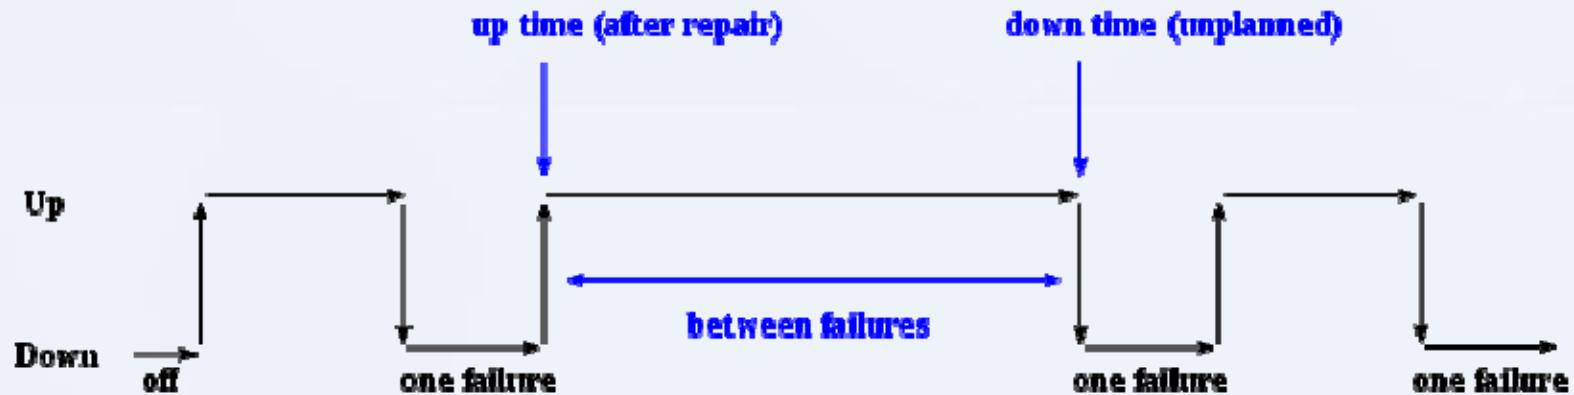 up time (after repair) down time (unplanned)
Up
between failures
Down
off one failure one failure one failure